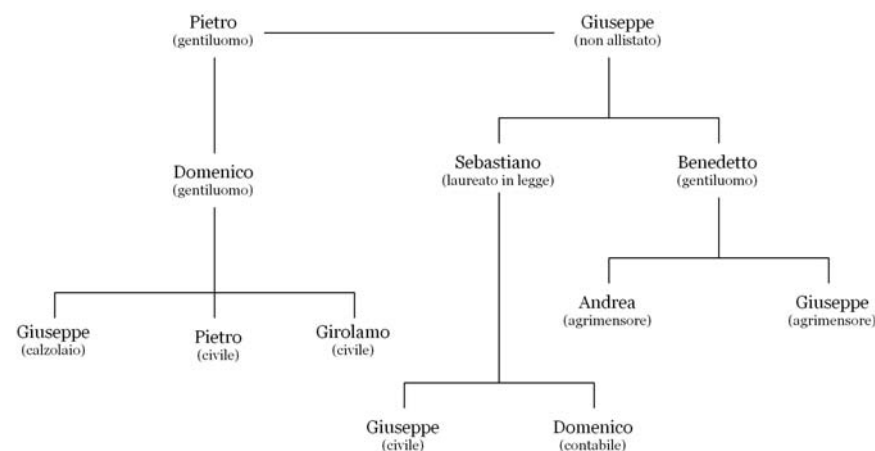 Pietro
(gentiluomo)
Giuseppe
(non allistato)
Domenico
(gentiluomo)
Sebastiano
(laureato in legge)
Benedetto
(gentiluomo)
Giuseppe
(calzolaio)
Pietro
(civile)
Girolamo
(civile)
Andrea
(agrimensore)
Giuseppe
(agrimensore)
Giuseppe
(civile)
Domenico
(contabile)